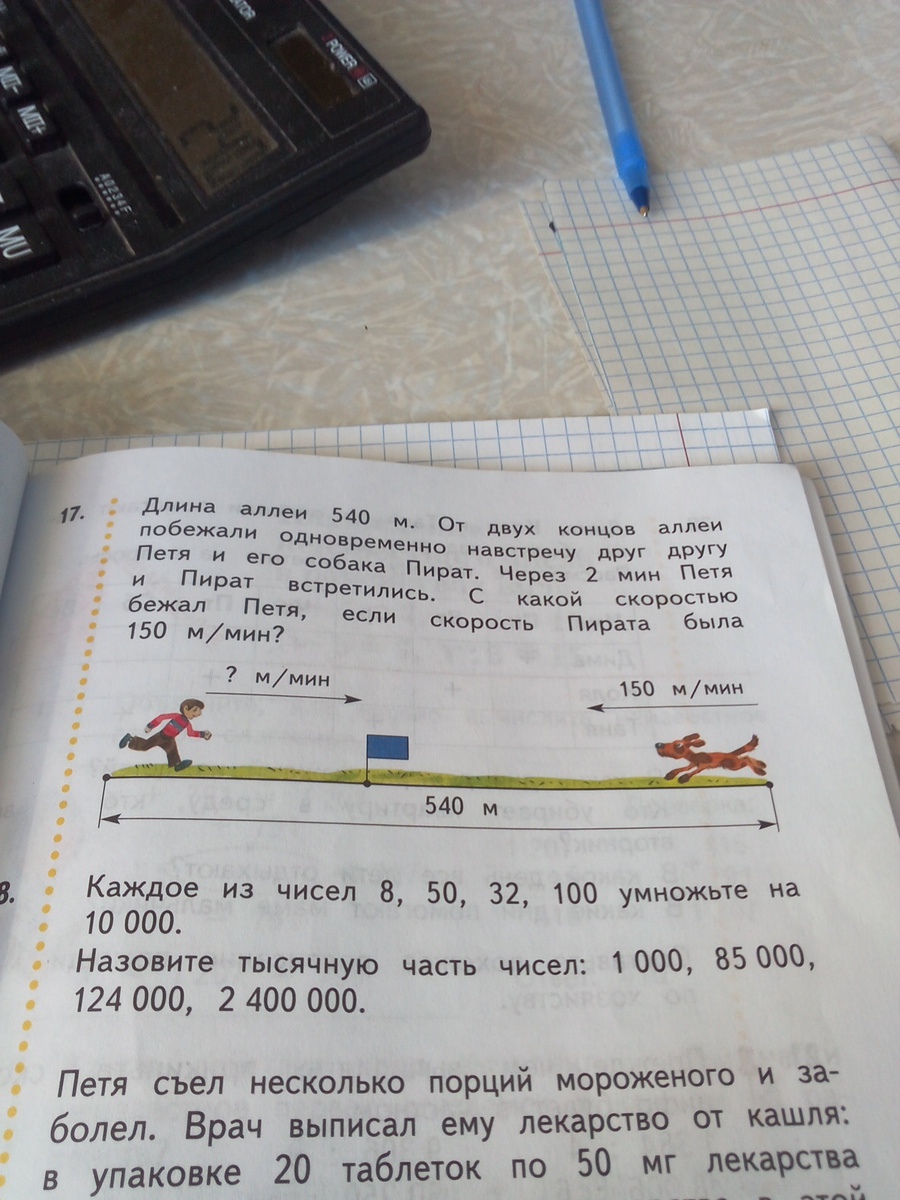 POWER
MU
17.
Длина аллеи 540 м. От двух концов аллеи
побежали одновременно навстречу друг другу
Петя и его собака Пират. Через 2 мин Петя
и Пират встретились. С какой скоростью
бежал Петя, если скорость Пирата была
150 м/мин?
? м/мин
150 м/мин
540 м
8.
Каждое из чисел 8, 50, 32, 100 умножьте на
10 000.
Назовите тысячную часть чисел: 1 000, 85 000,
124 000, 2 400 000.
Петя съел несколько порций мороженого и за-
болел. Врач выписал ему лекарство от кашля:
в упаковке 20 таблеток по 50 мг лекарства